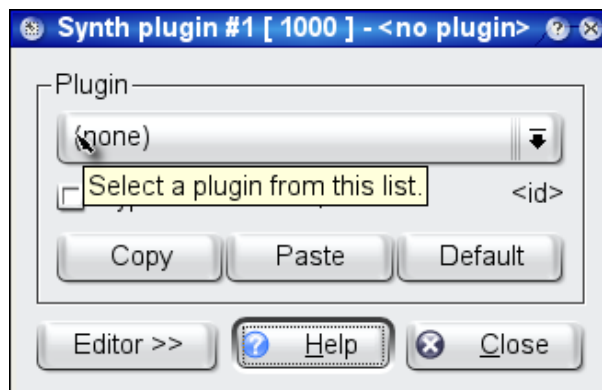 Synth plugin #1 [ 1000 ] - <no plugin>
Plugin
(none)
Select a plugin from this list.
<id>
Copy Paste Default
Editor >> Help Close